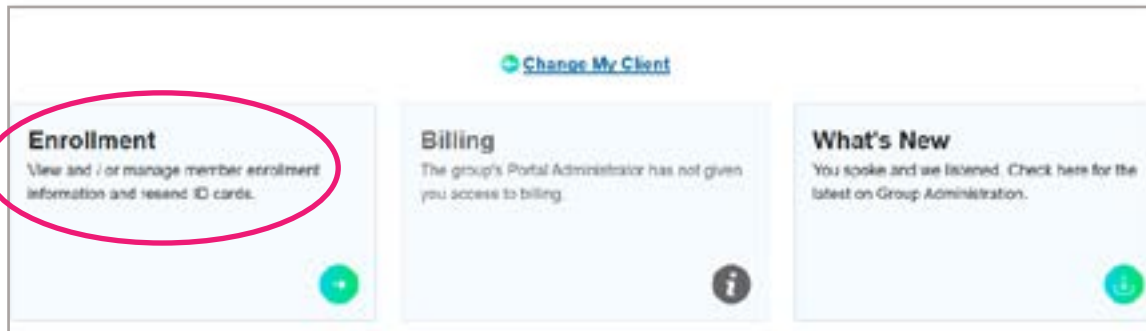 Change My Client
Enrollment
View and / or manage member enrollment
information and resend ID cards.
Billing
The group's Portal Administrator has not given
you access to billing.
What's New
You spoke and we listened. Check here for the
latest on Group Administration.